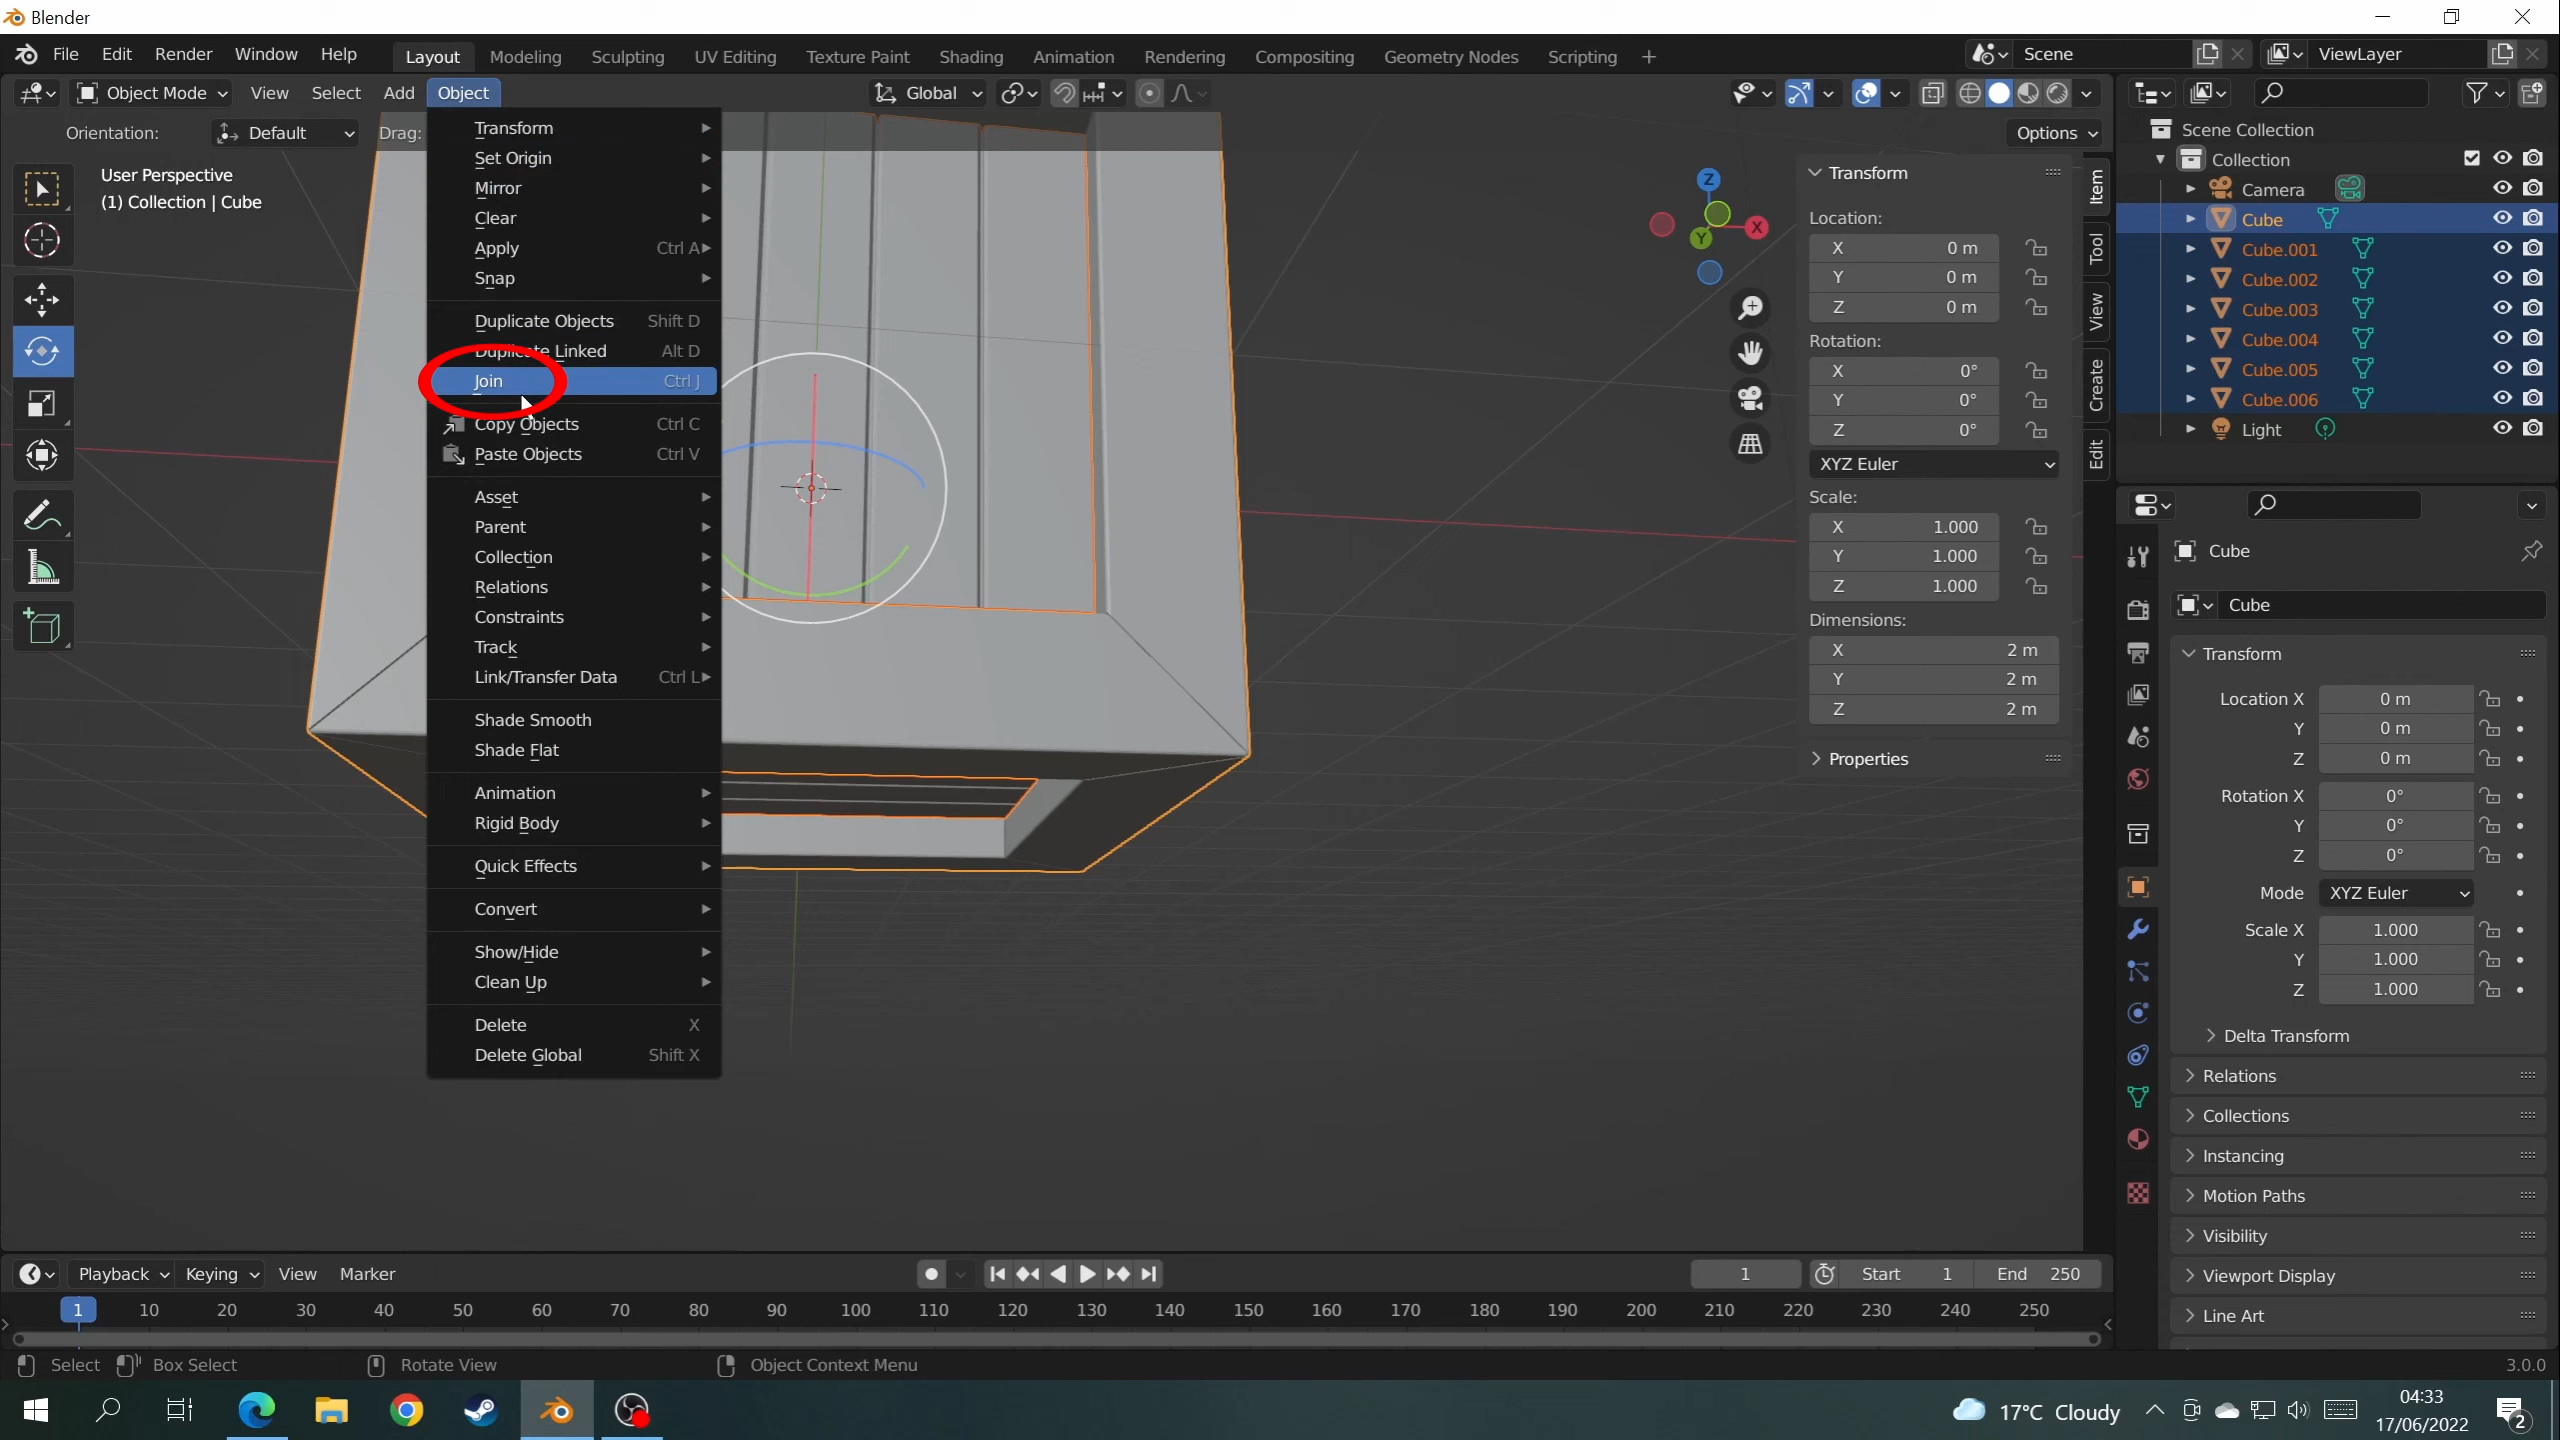 Blender
File Edit Render Window Help Layout Modeling Sculpting UV Editing Texture Paint Shading Animation Rendering Compositing Geometry Nodes Scripting + Scene ViewLayer
Object Mode View Select Add Object Global
Orientation: Default Drag: Options
User Perspective
(1) Collection | Cube
Transform
Set Origin
Mirror
Clear
Apply Ctrl A
Snap
Duplicate Objects Shift D
Duplicate Linked Alt D
Join Ctrl J
Copy Objects Ctrl C
Paste Objects Ctrl V
Asset
Parent
Collection
Relations
Constraints
Track
Link/Transfer Data Ctrl L
Shade Smooth
Shade Flat
Animation
Rigid Body
Quick Effects
Convert
Show/Hide
Clean Up
Delete X
Delete Global Shift X
Z
X
Y
Transform
Location:
X 0 m
Y 0 m
Z 0 m
Rotation:
X 0°
Y 0°
Z 0°
XYZ Euler
Scale:
X 1.000
Y 1.000
Z 1.000
Dimensions:
X 2 m
Y 2 m
Z 2 m
Properties
Item
Tool
View
Create
Edit
Scene Collection
Collection
Camera
Cube
Cube.001
Cube.002
Cube.003
Cube.004
Cube.005
Cube.006
Light
Cube
Cube
Transform
Location X 0 m
Y 0 m
Z 0 m
Rotation X 0°
Y 0°
Z 0°
Mode XYZ Euler
Scale X 1.000
Y 1.000
Z 1.000
Delta Transform
Relations
Collections
Instancing
Motion Paths
Visibility
Viewport Display
Line Art
Playback Keying View Marker 1 Start 1 End 250
1 10 20 30 40 50 60 70 80 90 100 110 120 130 140 150 160 170 180 190 200 210 220 230 240 250
Select Box Select Rotate View Object Context Menu 3.0.0
17°C Cloudy
04:33
17/06/2022
2